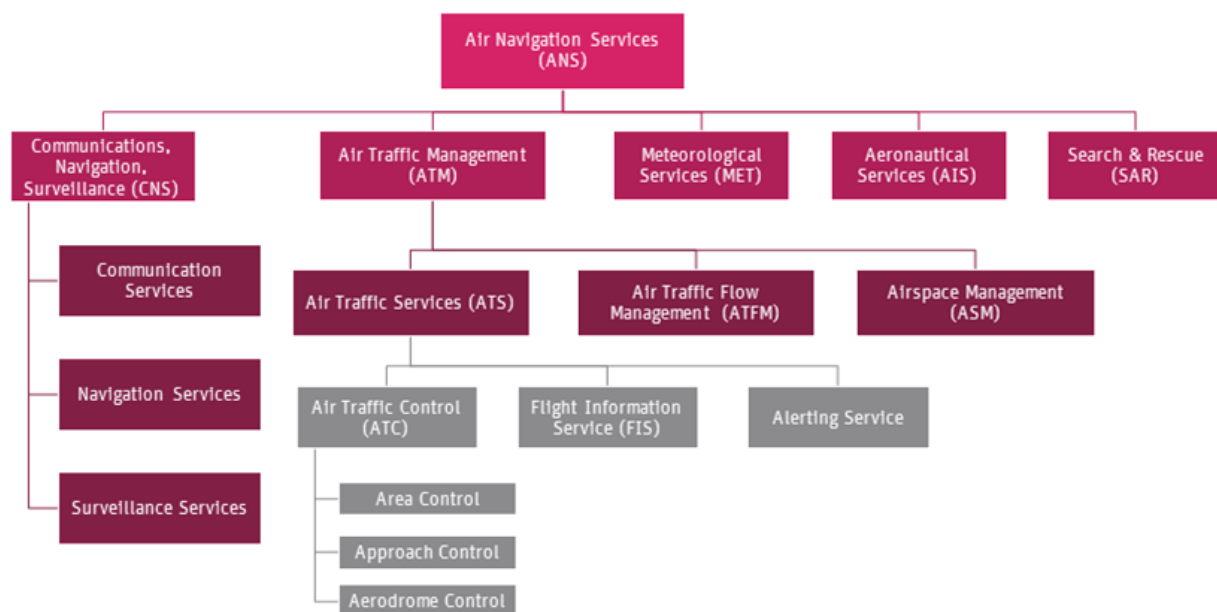 Air Navigation Services
(ANS)
Communications,
Navigation,
Surveillance (CNS)
Air Traffic Management
(ATM)
Meteorological
Services (MET)
Aeronautical
Services (AIS)
Search & Rescue
(SAR)
Communication
Services
Navigation Services
Surveillance Services
Air Traffic Services (ATS)
Air Traffic Flow
Management (ATFM)
Airspace Management
(ASM)
Air Traffic Control
(ATC)
Flight Information
Service (FIS)
Alerting Service
Area Control
Approach Control
Aerodrome Control